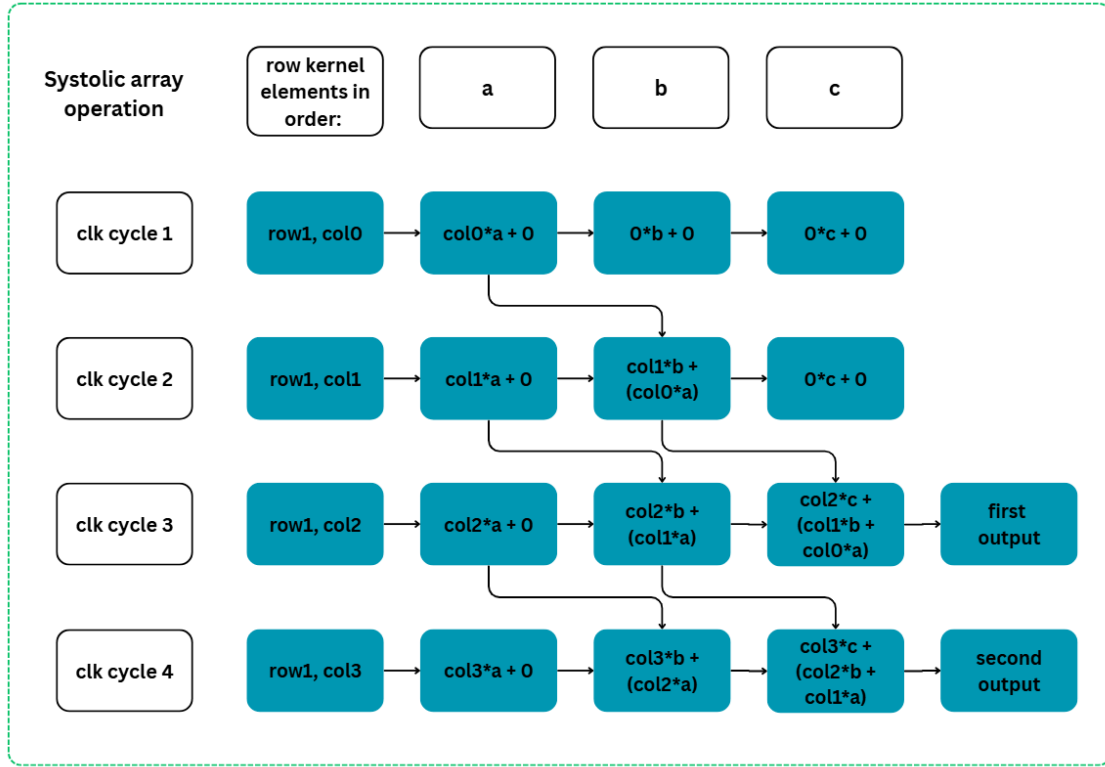 Systolic array
operation
row kernel
elements in
order:
a
b
c
clk cycle 1
row1, col0
col0*a + 0
0*b + 0
0*c + 0
clk cycle 2
row1, col1
col1*a + 0
col1*b +
(col0*a)
0*c + 0
clk cycle 3
row1, col2
col2*a + 0
col2*b +
(col1*a)
col2*c +
(col1*b +
col0*a)
first
output
clk cycle 4
row1, col3
col3*a + 0
col3*b +
(col2*a)
col3*c +
(col2*b +
col1*a)
second
output